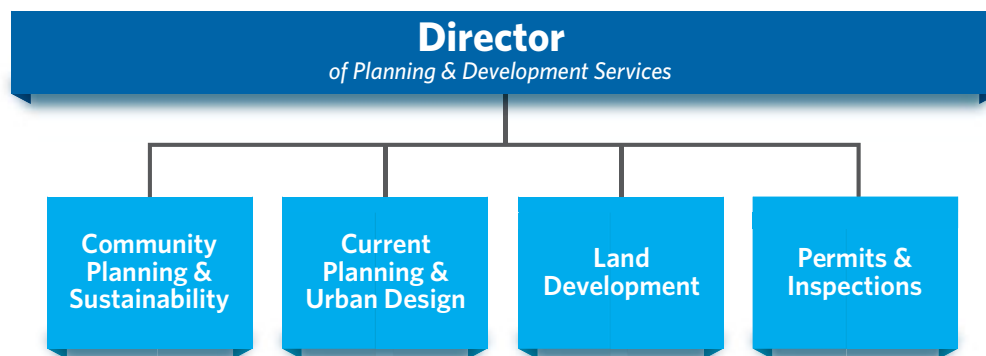 Director
of Planning & Development Services
Community
Planning &
Sustainability
Current
Planning &
Urban Design
Land
Development
Permits &
Inspections